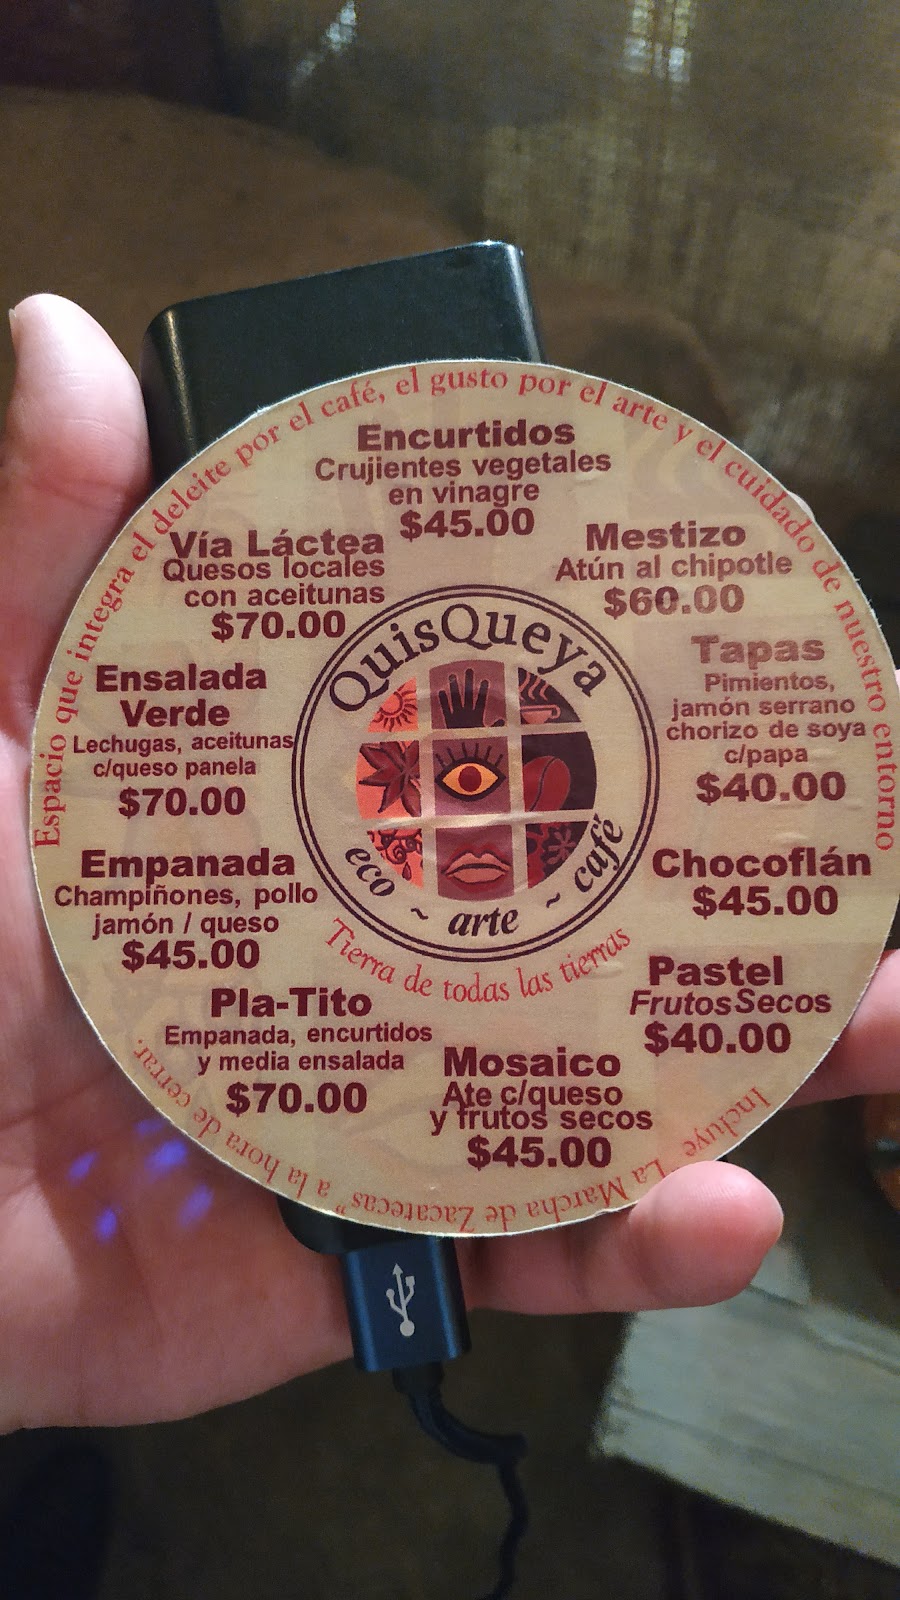 Espacio que integra el deleite por el café, el gusto por el arte y el cuidado de nuestro entorno
Encurtidos
Crujientes vegetales
en vinagre
$45.00
Mestizo
Atún al chipotle
$60.00
Tapas
Pimientos,
jamón serrano
chorizo de soya
c/papa
$40.00
Chocoflán
$45.00
Pastel
FrutosSecos
$40.00
Mosaico
Ate c/queso
y frutos secos
$45.00
Pla-Tito
Empanada, encurtidos
y media ensalada
$70.00
Empanada
Champiñones, pollo
jamón / queso
$45.00
Ensalada
Verde
Lechugas, aceitunas
c/queso panela
$70.00
Vía Láctea
Quesos locales
con aceitunas
$70.00
QuisQueya
eco ~ arte ~ café
Tierra de todas las tierras
Incluye "La Marcha de Zacatecas" a la hora de cerrar.